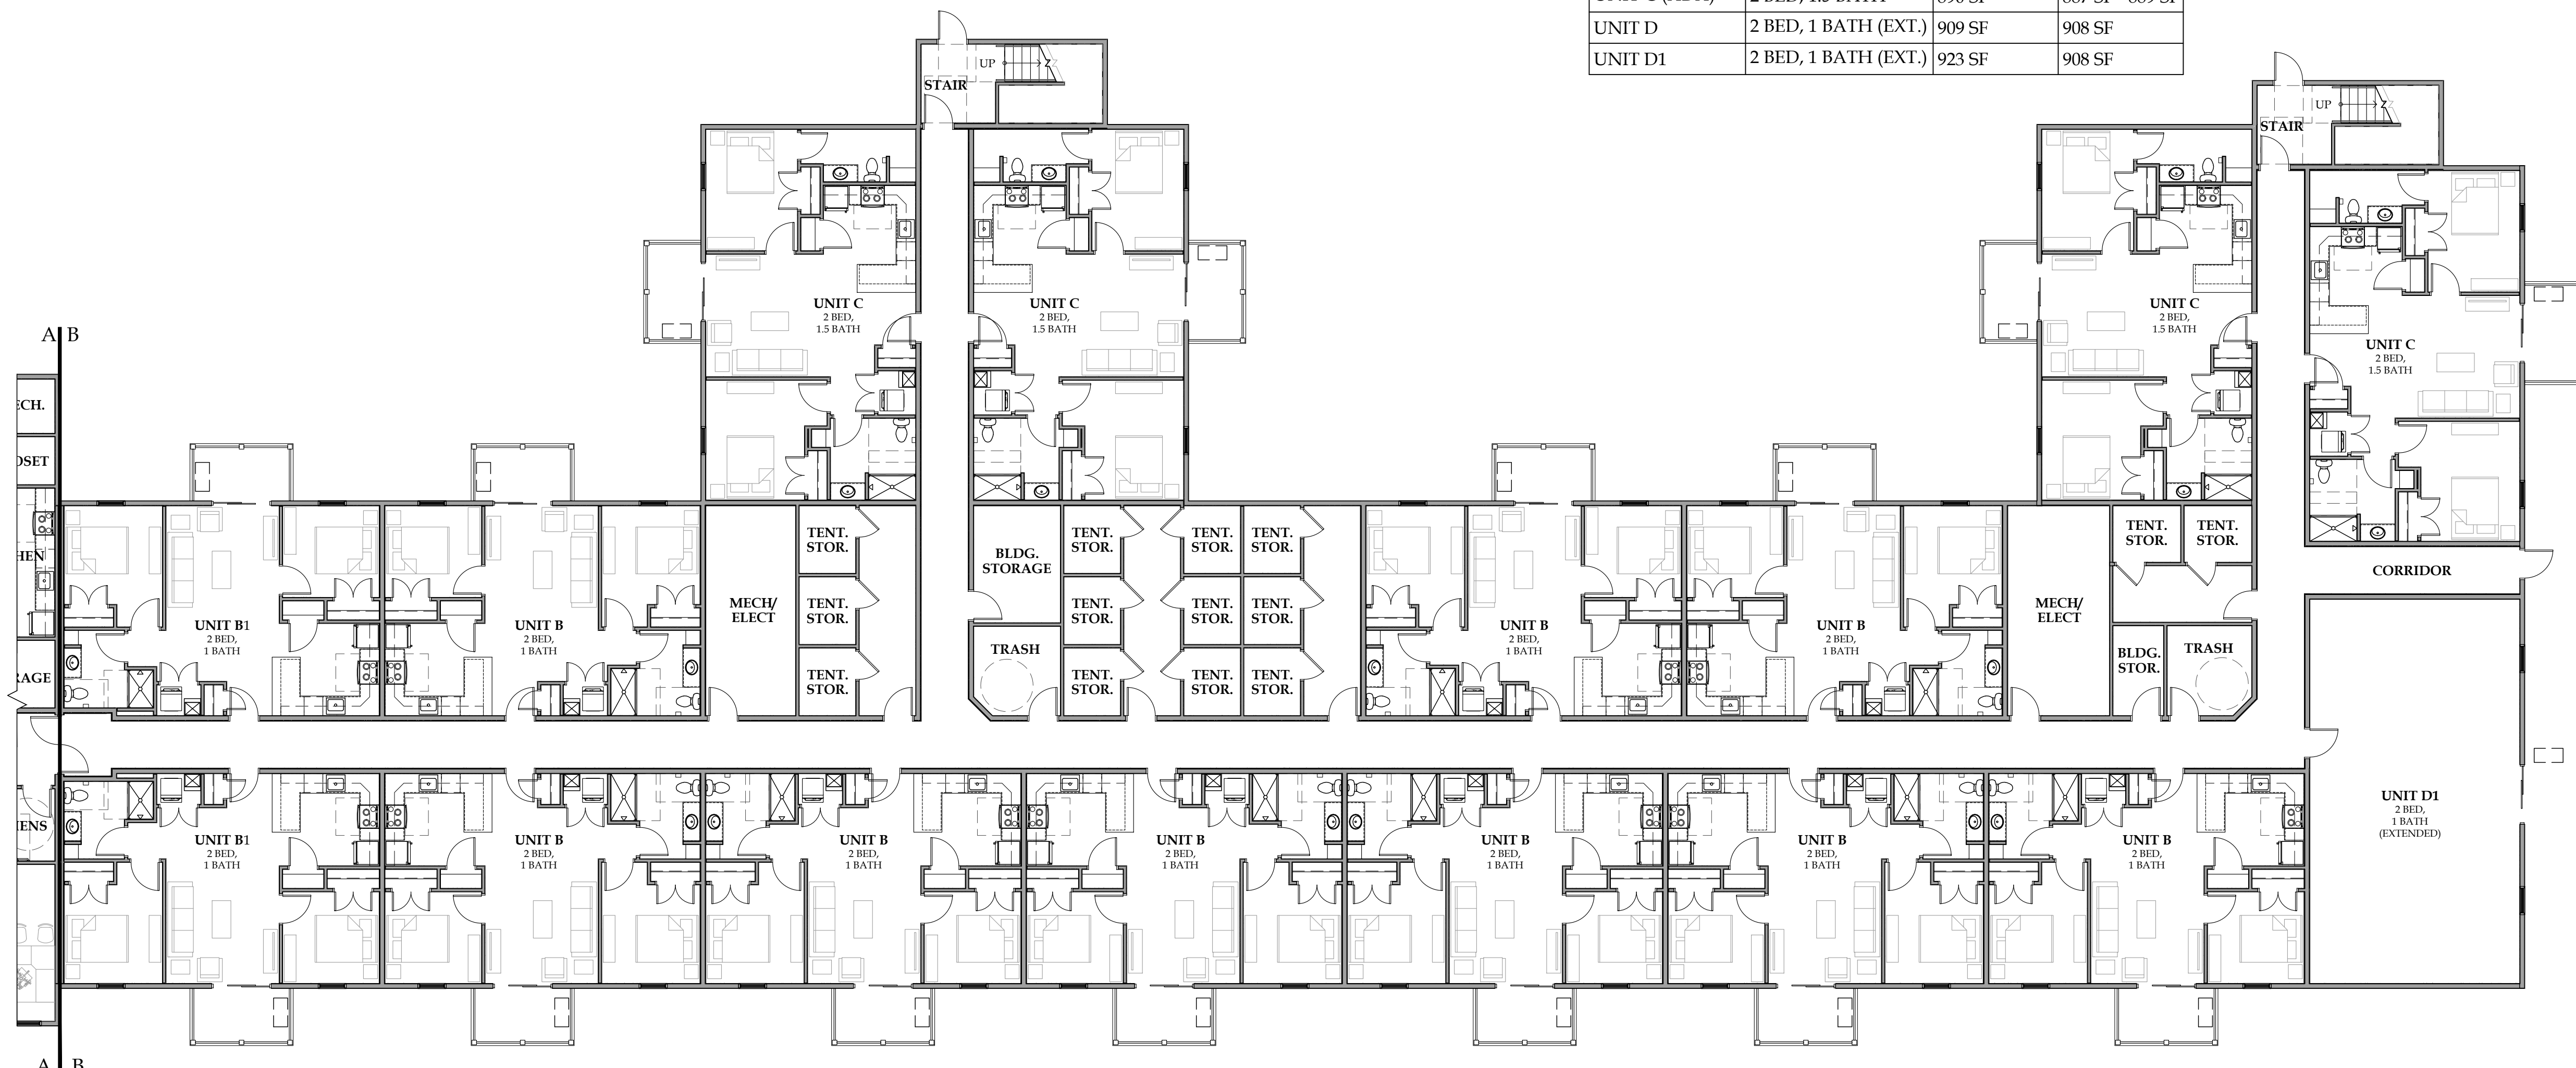 UNIT D 2 BED, 1 BATH (EXT.) 909 SF 908 SF
UNIT D1 2 BED, 1 BATH (EXT.) 923 SF 908 SF
UP
STAIR
UP
STAIR
UNIT C
2 BED,
1.5 BATH
UNIT C
2 BED,
1.5 BATH
UNIT C
2 BED,
1.5 BATH
UNIT C
2 BED,
1.5 BATH
A B
ECH.
OSET
HEN
RAGE
ENS
UNIT B1
2 BED,
1 BATH
UNIT B
2 BED,
1 BATH
MECH/
ELECT
TENT.
STOR.
TENT.
STOR.
TENT.
STOR.
BLDG.
STORAGE
TRASH
TENT.
STOR.
TENT.
STOR.
TENT.
STOR.
TENT.
STOR.
TENT.
STOR.
TENT.
STOR.
TENT.
STOR.
TENT.
STOR.
TENT.
STOR.
UNIT B
2 BED,
1 BATH
UNIT B
2 BED,
1 BATH
MECH/
ELECT
TENT.
STOR.
TENT.
STOR.
BLDG.
STOR.
TRASH
CORRIDOR
UNIT B1
2 BED,
1 BATH
UNIT B
2 BED,
1 BATH
UNIT B
2 BED,
1 BATH
UNIT B
2 BED,
1 BATH
UNIT B
2 BED,
1 BATH
UNIT B
2 BED,
1 BATH
UNIT B
2 BED,
1 BATH
UNIT D1
2 BED,
1 BATH
(EXTENDED)
A B